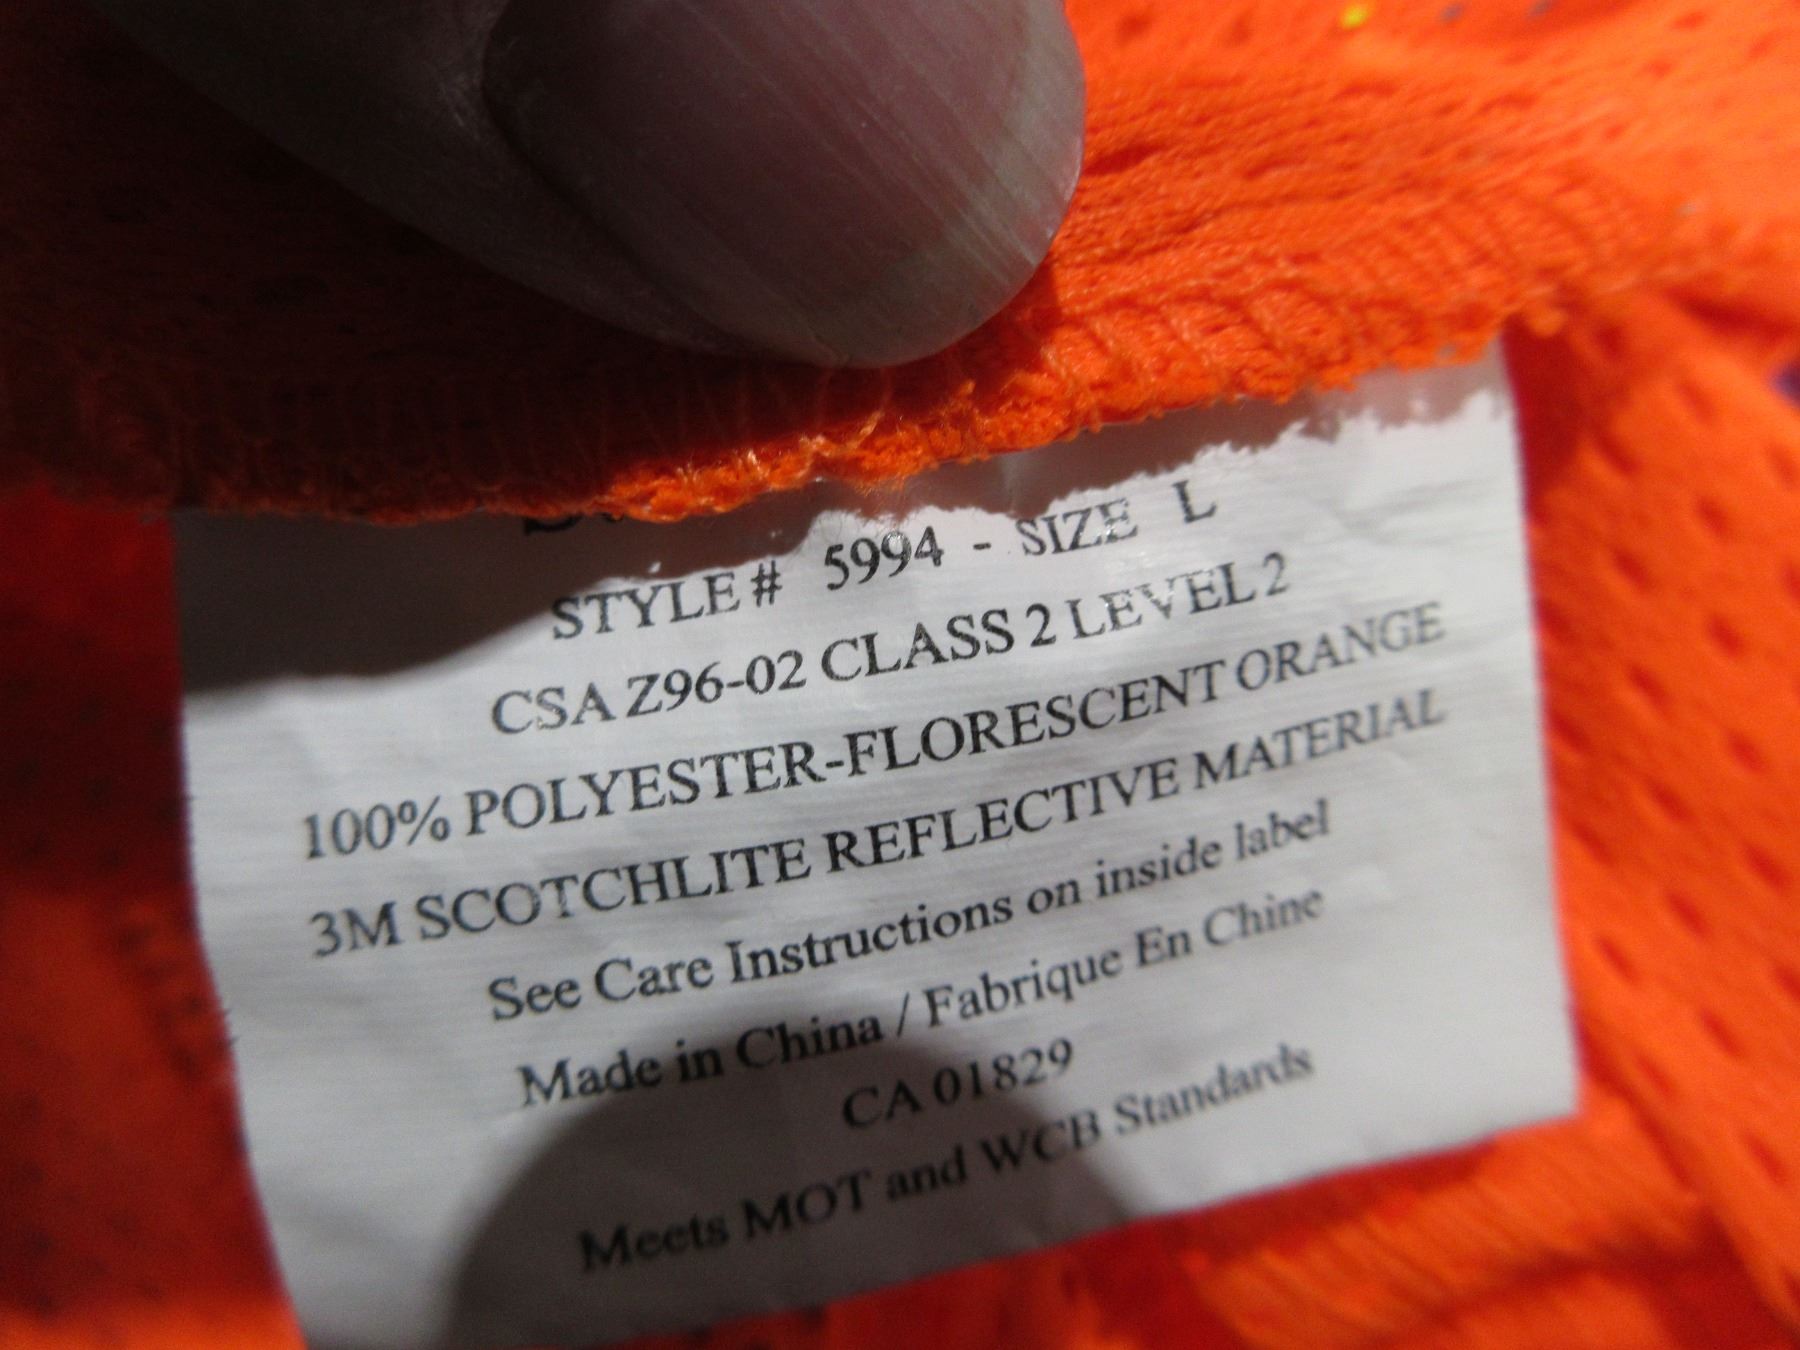 STYLE# 5994 - SIZE L
CSA Z96-02 CLASS 2 LEVEL 2
100% POLYESTER-FLORESCENT ORANGE
3M SCOTCHLITE REFLECTIVE MATERIAL
See Care Instructions on inside label
Made in China / Fabrique En Chine
CA 01829
Meets MOT and WCB Standards